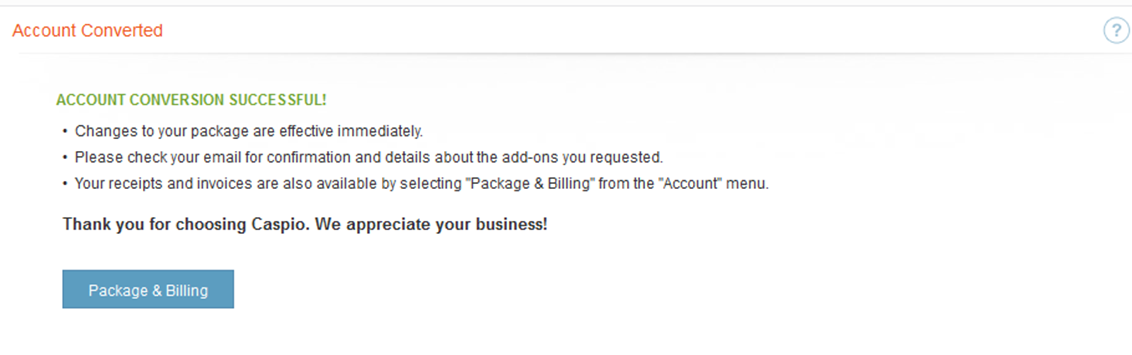 Account Converted
?
ACCOUNT CONVERSION SUCCESSFUL!
• Changes to your package are effective immediately.
• Please check your email for confirmation and details about the add-ons you requested.
• Your receipts and invoices are also available by selecting "Package & Billing" from the "Account" menu.
Thank you for choosing Caspio. We appreciate your business!
Package & Billing